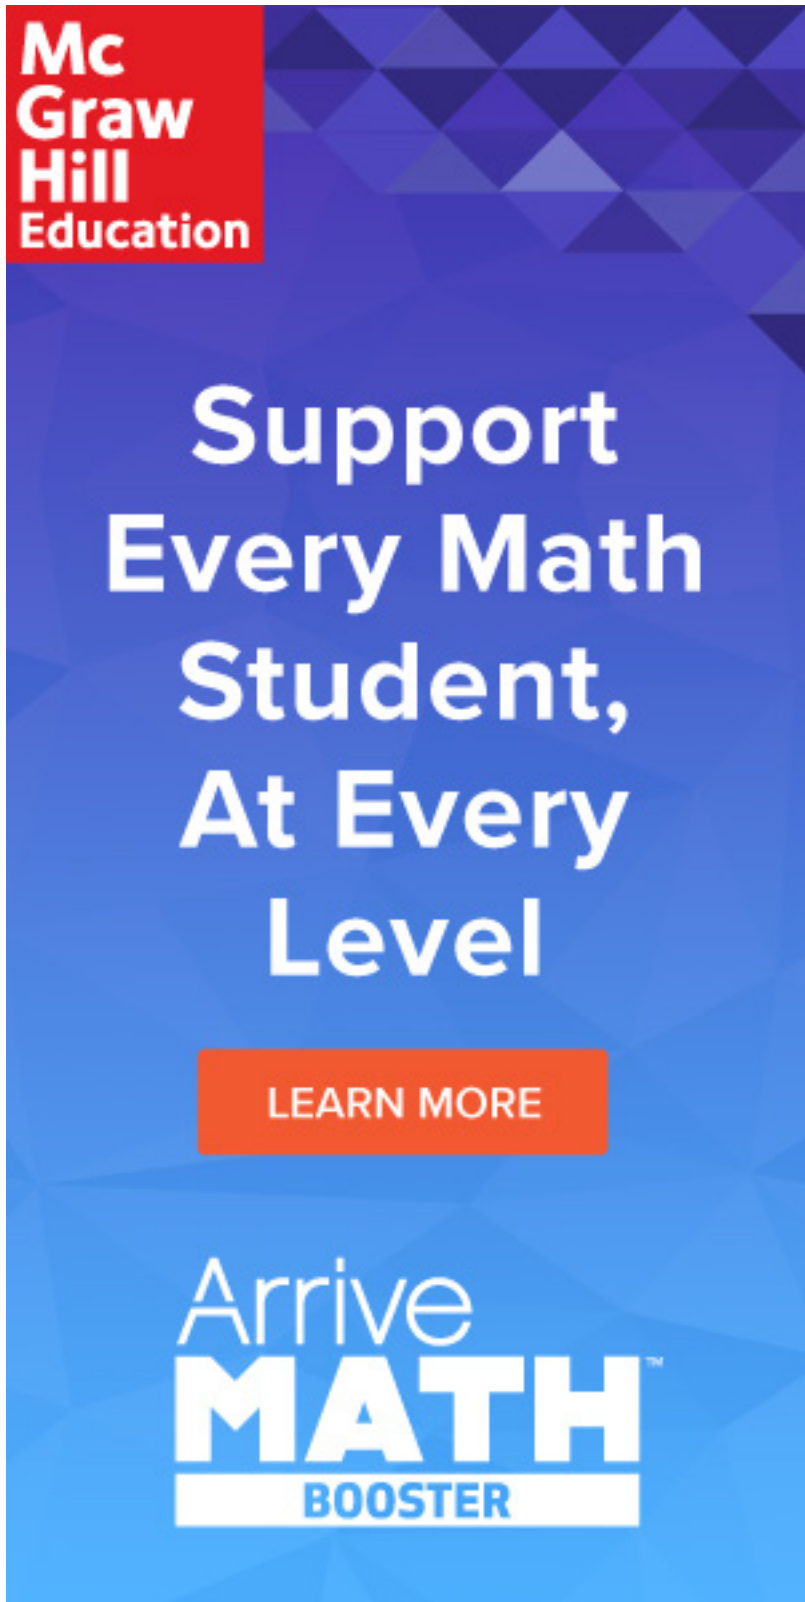 Mc
Graw
Hill
Education
Support
Every Math
Student,
At Every
Level
LEARN MORE
Arrive
MATH™
BOOSTER